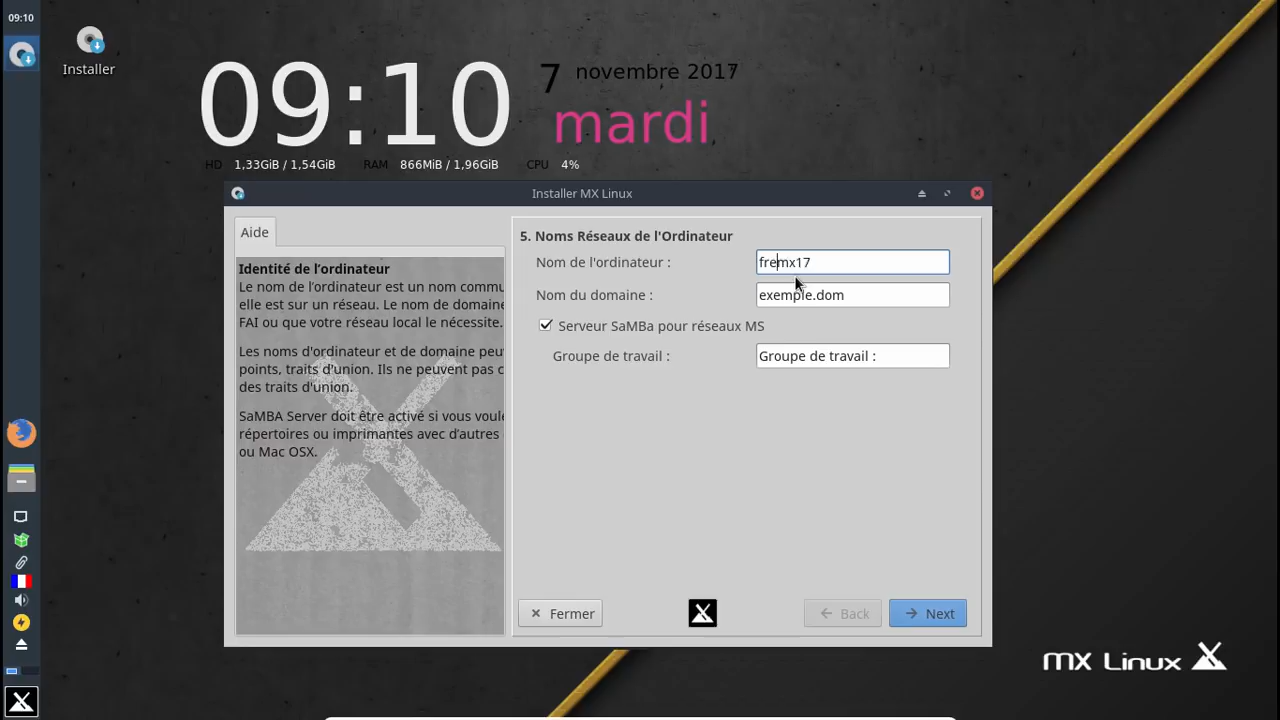 09:10
Installer
09:10
7 novembre 2017
mardi
HD 1,33GiB / 1,54GiB RAM 866MiB / 1,96GiB CPU 4%
Installer MX Linux
Aide
Identité de l’ordinateur
Le nom de l’ordinateur est un nom commu
elle est sur un réseau. Le nom de domaine
FAI ou que votre réseau local le nécessite.
Les noms d'ordinateur et de domaine peuv
points, traits d'union. Ils ne peuvent pas c
des traits d'union.
SaMBA Server doit être activé si vous voule
répertoires ou imprimantes avec d’autres
ou Mac OSX.
5. Noms Réseaux de l'Ordinateur
Nom de l'ordinateur : fremx17
Nom du domaine : exemple.dom
Serveur SaMBa pour réseaux MS
Groupe de travail : Groupe de travail :
Fermer
Back
Next
MX Linux